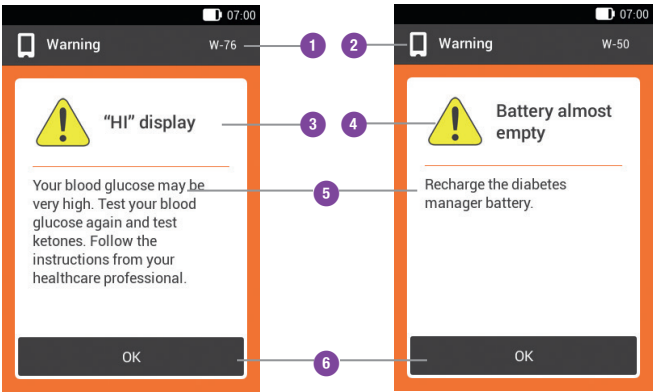 07:00
Warning
W-76
"HI" display
Your blood glucose may be
very high. Test your blood
glucose again and test
ketones. Follow the
instructions from your
healthcare professional.
OK
1
2
3
4
5
6
07:00
Warning
W-50
Battery almost
empty
Recharge the diabetes
manager battery.
OK